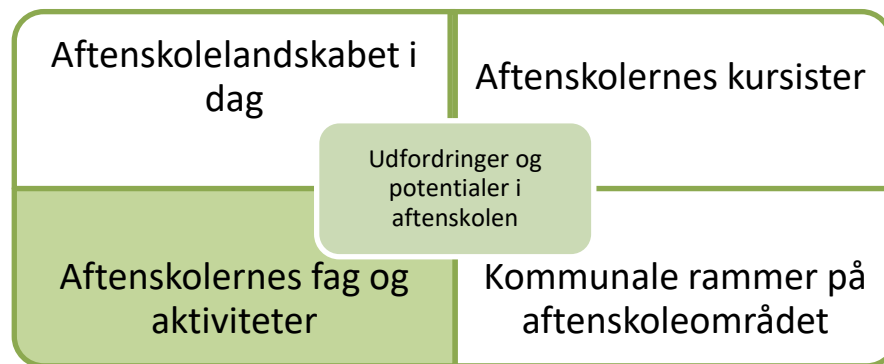 Aftenskolelandskabet i
dag
Aftenskolernes kursister
Udfordringer og
potentialer i
aftenskolen
Aftenskolernes fag og
aktiviteter
Kommunale rammer på
aftenskoleområdet